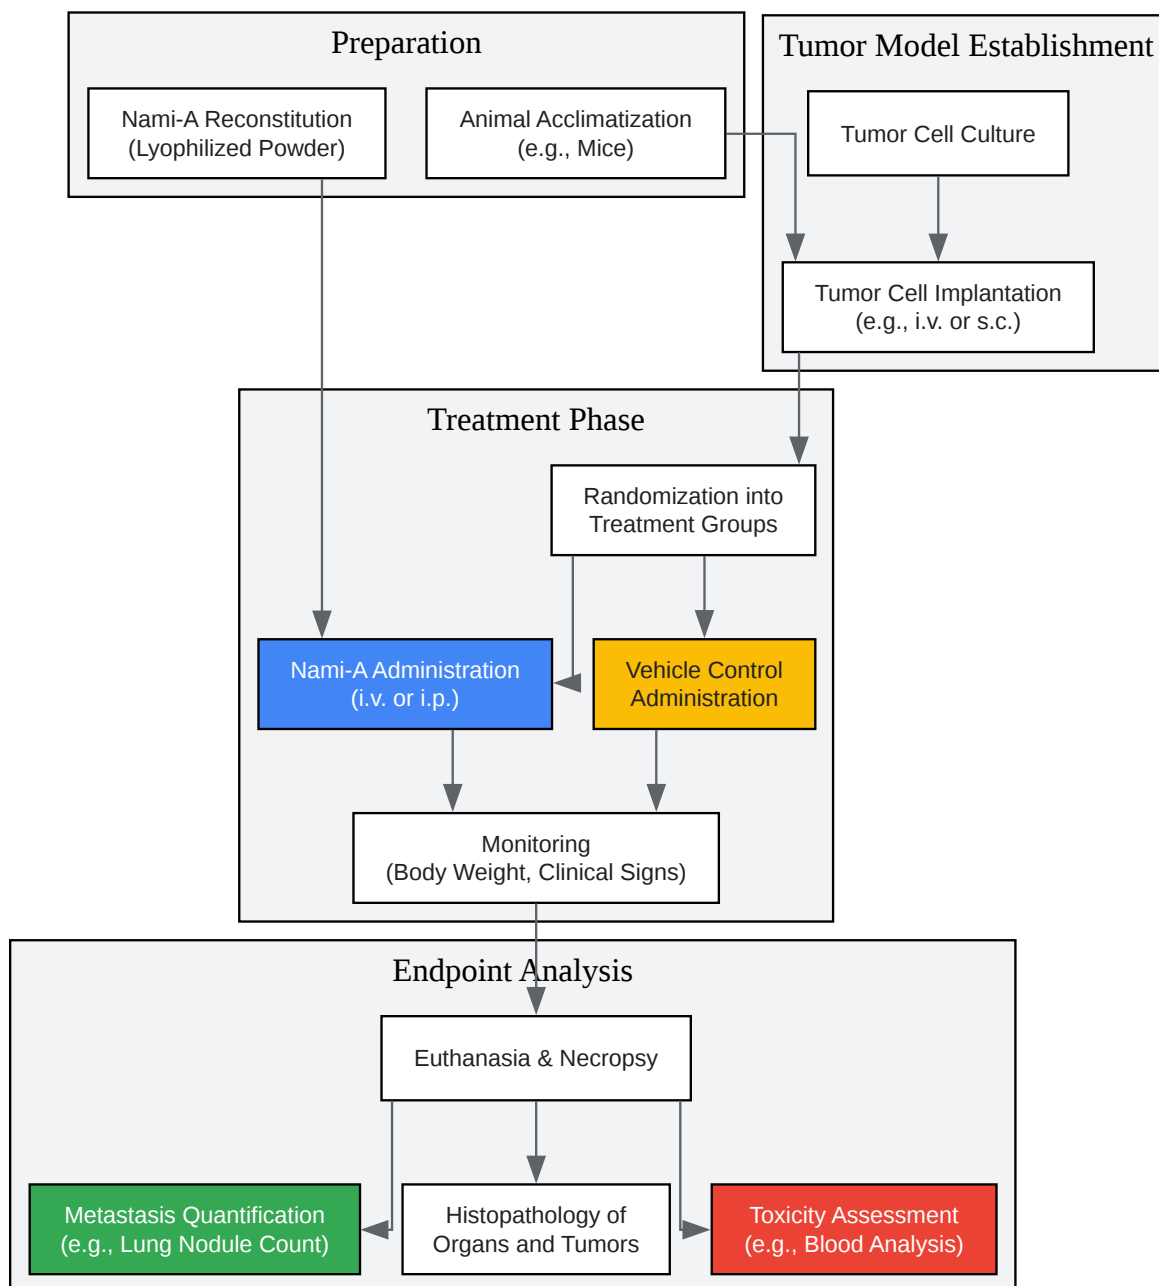 Preparation
Nami-A Reconstitution
(Lyophilized Powder)
Animal Acclimatization
(e.g., Mice)
Tumor Model Establishment
Tumor Cell Culture
Tumor Cell Implantation
(e.g., i.v. or s.c.)
Treatment Phase
Randomization into
Treatment Groups
Nami-A Administration
(i.v. or i.p.)
Vehicle Control
Administration
Monitoring
(Body Weight, Clinical Signs)
Endpoint Analysis
Euthanasia & Necropsy
Metastasis Quantification
(e.g., Lung Nodule Count)
Histopathology of
Organs and Tumors
Toxicity Assessment
(e.g., Blood Analysis)